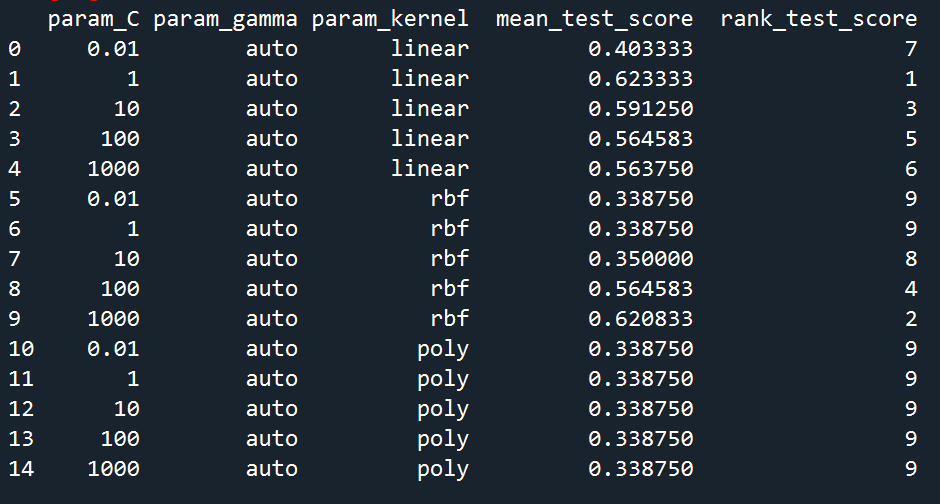 param_C param_gamma param_kernel mean_test_score rank_test_score
0 0.01 auto linear 0.403333 7
1 1 auto linear 0.623333 1
2 10 auto linear 0.591250 3
3 100 auto linear 0.564583 5
4 1000 auto linear 0.563750 6
5 0.01 auto rbf 0.338750 9
6 1 auto rbf 0.338750 9
7 10 auto rbf 0.350000 8
8 100 auto rbf 0.564583 4
9 1000 auto rbf 0.620833 2
10 0.01 auto poly 0.338750 9
11 1 auto poly 0.338750 9
12 10 auto poly 0.338750 9
13 100 auto poly 0.338750 9
14 1000 auto poly 0.338750 9